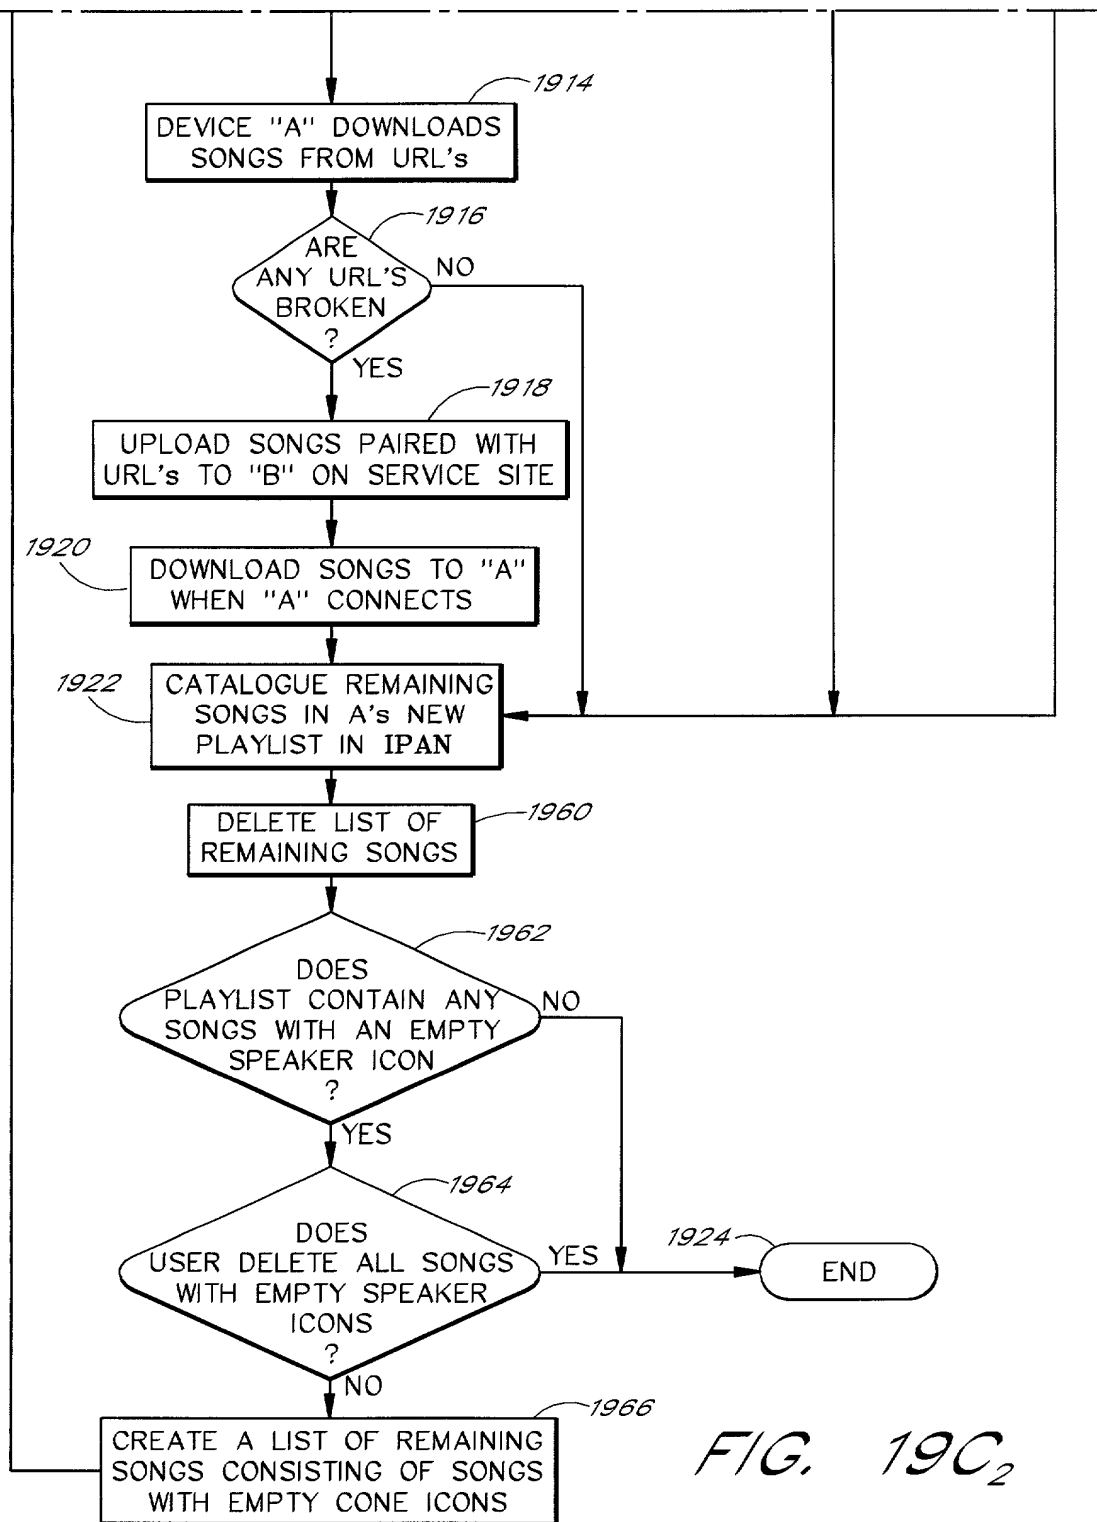 1914
DEVICE "A" DOWNLOADS
SONGS FROM URL's
1916
ARE
ANY URL'S
BROKEN
?
NO
YES
1918
UPLOAD SONGS PAIRED WITH
URL's TO "B" ON SERVICE SITE
1920
DOWNLOAD SONGS TO "A"
WHEN "A" CONNECTS
1922
CATALOGUE REMAINING
SONGS IN A's NEW
PLAYLIST IN IPAN
1960
DELETE LIST OF
REMAINING SONGS
1962
DOES
PLAYLIST CONTAIN ANY
SONGS WITH AN EMPTY
SPEAKER ICON
?
NO
YES
1964
DOES
USER DELETE ALL SONGS
WITH EMPTY SPEAKER
ICONS
?
YES
1924
END
NO
1966
CREATE A LIST OF REMAINING
SONGS CONSISTING OF SONGS
WITH EMPTY CONE ICONS
FIG. 19C₂